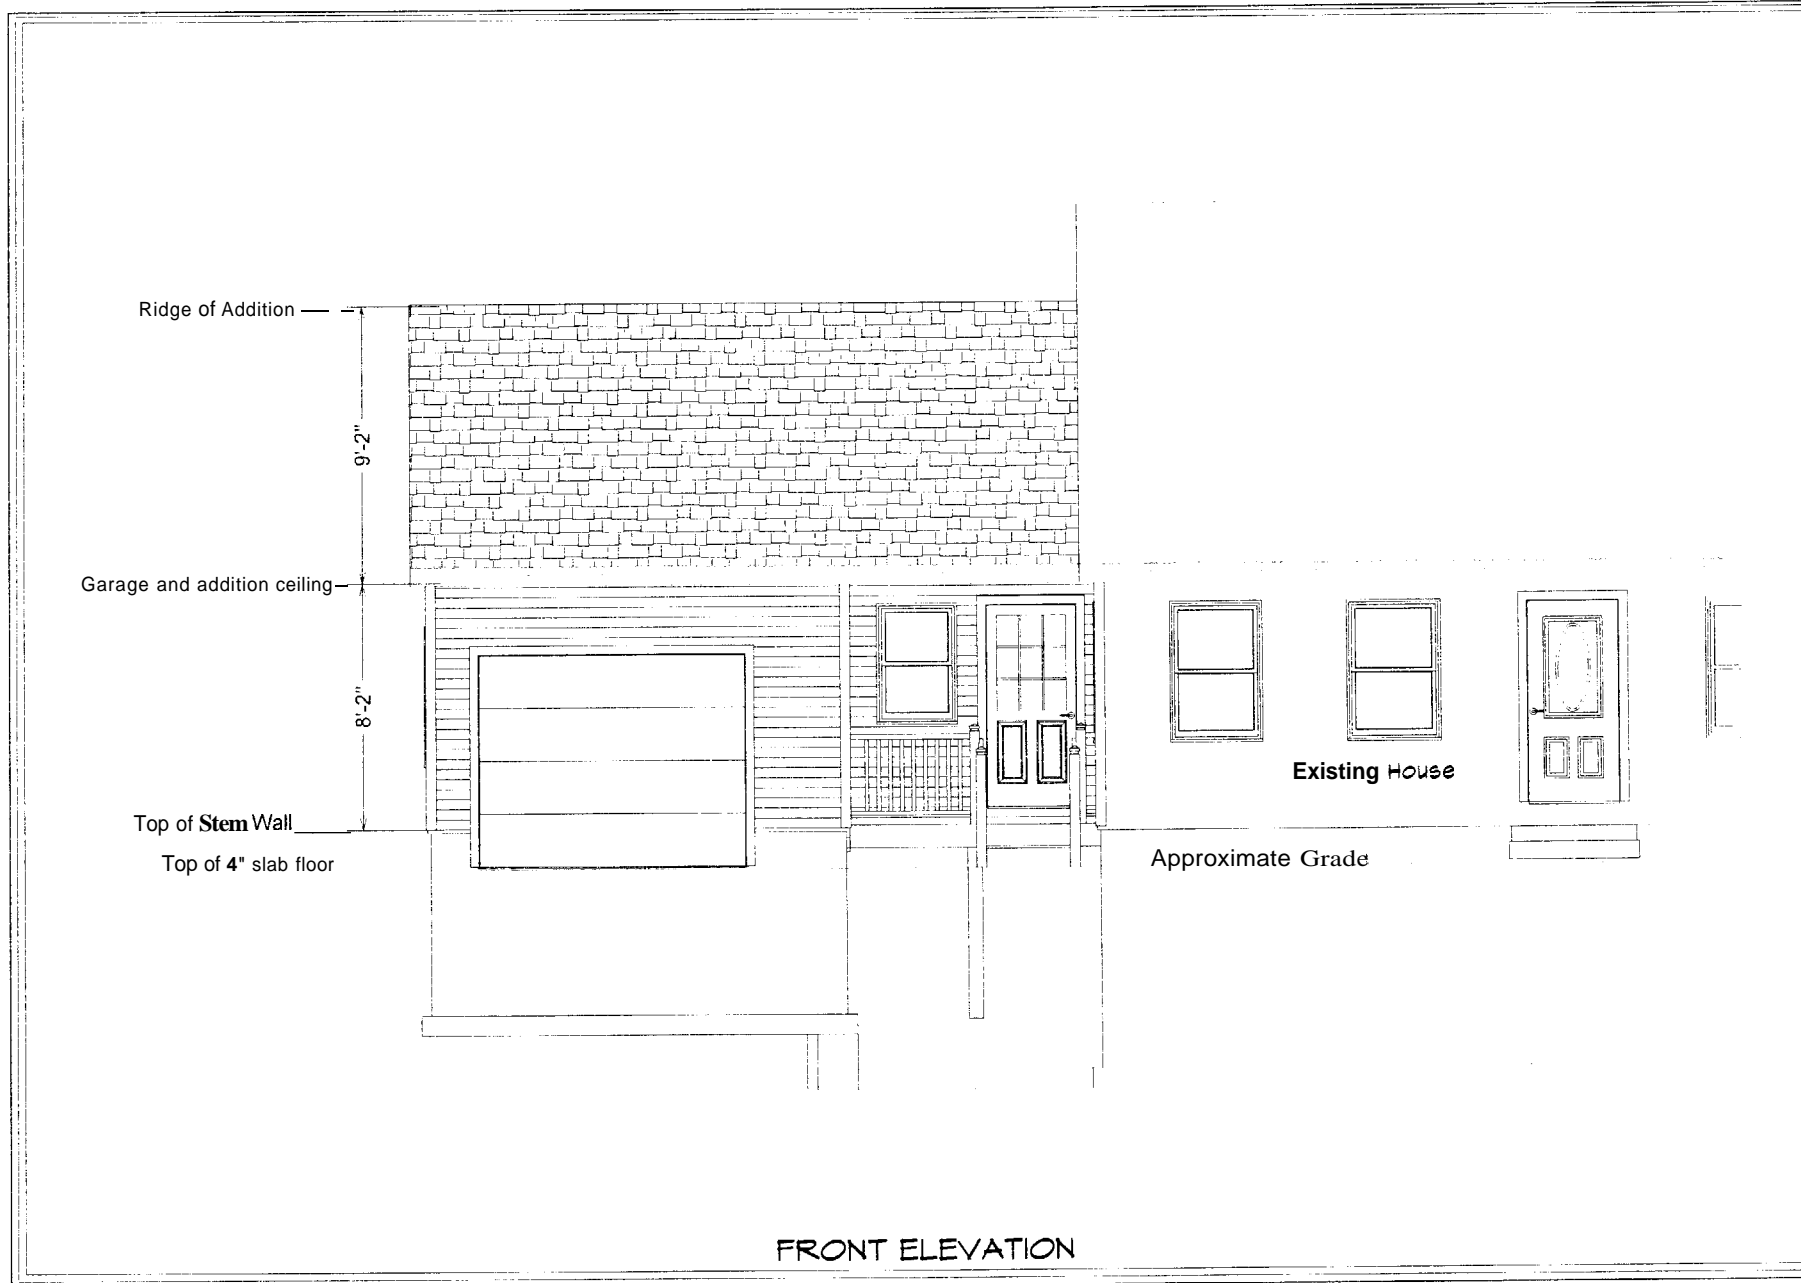 Ridge of Addition
9'-2"
Garage and addition ceiling
8'-2"
Existing House
Top of Stem Wall
Top of 4" slab floor
Approximate Grade
FRONT ELEVATION